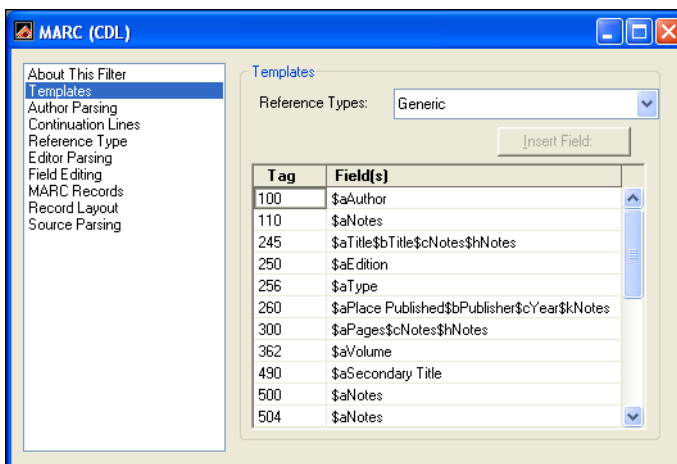 MARC (CDL)
About This Filter
Templates
Author Parsing
Continuation Lines
Reference Type
Editor Parsing
Field Editing
MARC Records
Record Layout
Source Parsing
Templates
Reference Types: Generic
Insert Field:
Tag Field(s)
100 $aAuthor
110 $aNotes
245 $aTitle$bTitle$cNotes$hNotes
250 $aEdition
256 $aType
260 $aPlace Published$bPublisher$cYear$kNotes
300 $aPages$cNotes$hNotes
362 $aVolume
490 $aSecondary Title
500 $aNotes
504 $aNotes